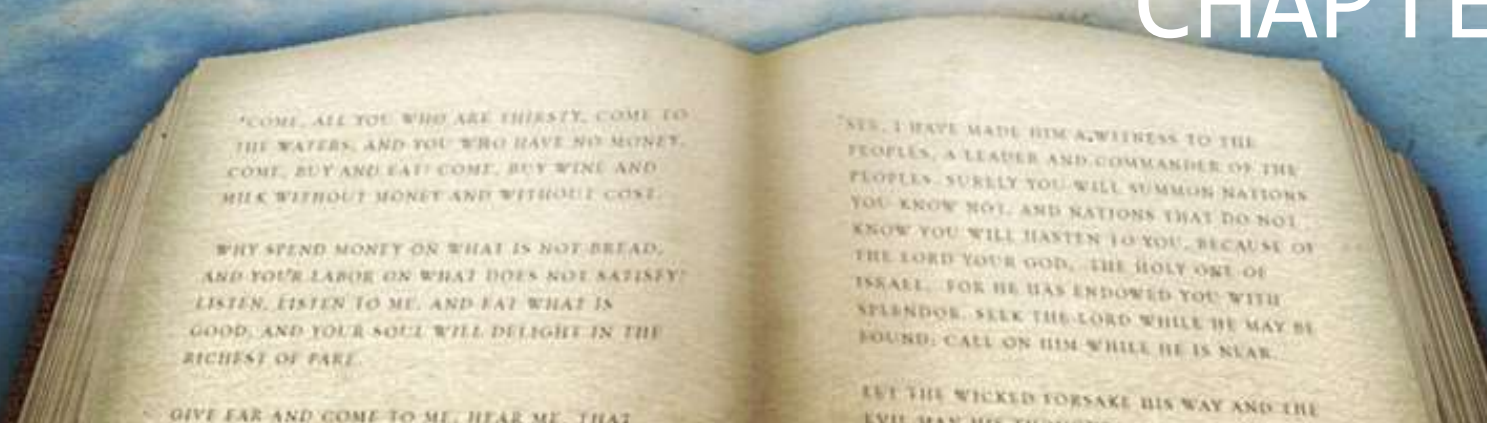 CHAPTE
"COME, ALL YOU WHO ARE THIRSTY, COME TO
THE WATERS, AND YOU WHO HAVE NO MONEY,
COME, BUY AND EAT! COME, BUY WINE AND
MILK WITHOUT MONEY AND WITHOUT COST.
WHY SPEND MONEY ON WHAT IS NOT BREAD,
AND YOUR LABOR ON WHAT DOES NOT SATISFY?
LISTEN, LISTEN TO ME, AND EAT WHAT IS
GOOD, AND YOUR SOUL WILL DELIGHT IN THE
RICHEST OF FARE.
GIVE EAR AND COME TO ME, HEAR ME, THAT
"SEE, I HAVE MADE HIM A WITNESS TO THE
PEOPLES, A LEADER AND COMMANDER OF THE
PEOPLES. SURELY YOU WILL SUMMON NATIONS
YOU KNOW NOT, AND NATIONS THAT DO NOT
KNOW YOU WILL HASTEN TO YOU, BECAUSE OF
THE LORD YOUR GOD, THE HOLY ONE OF
ISRAEL, FOR HE HAS ENDOWED YOU WITH
SPLENDOR. SEEK THE LORD WHILE HE MAY BE
FOUND; CALL ON HIM WHILE HE IS NEAR.
LET THE WICKED FORSAKE HIS WAY AND THE
EVIL MAN HIS